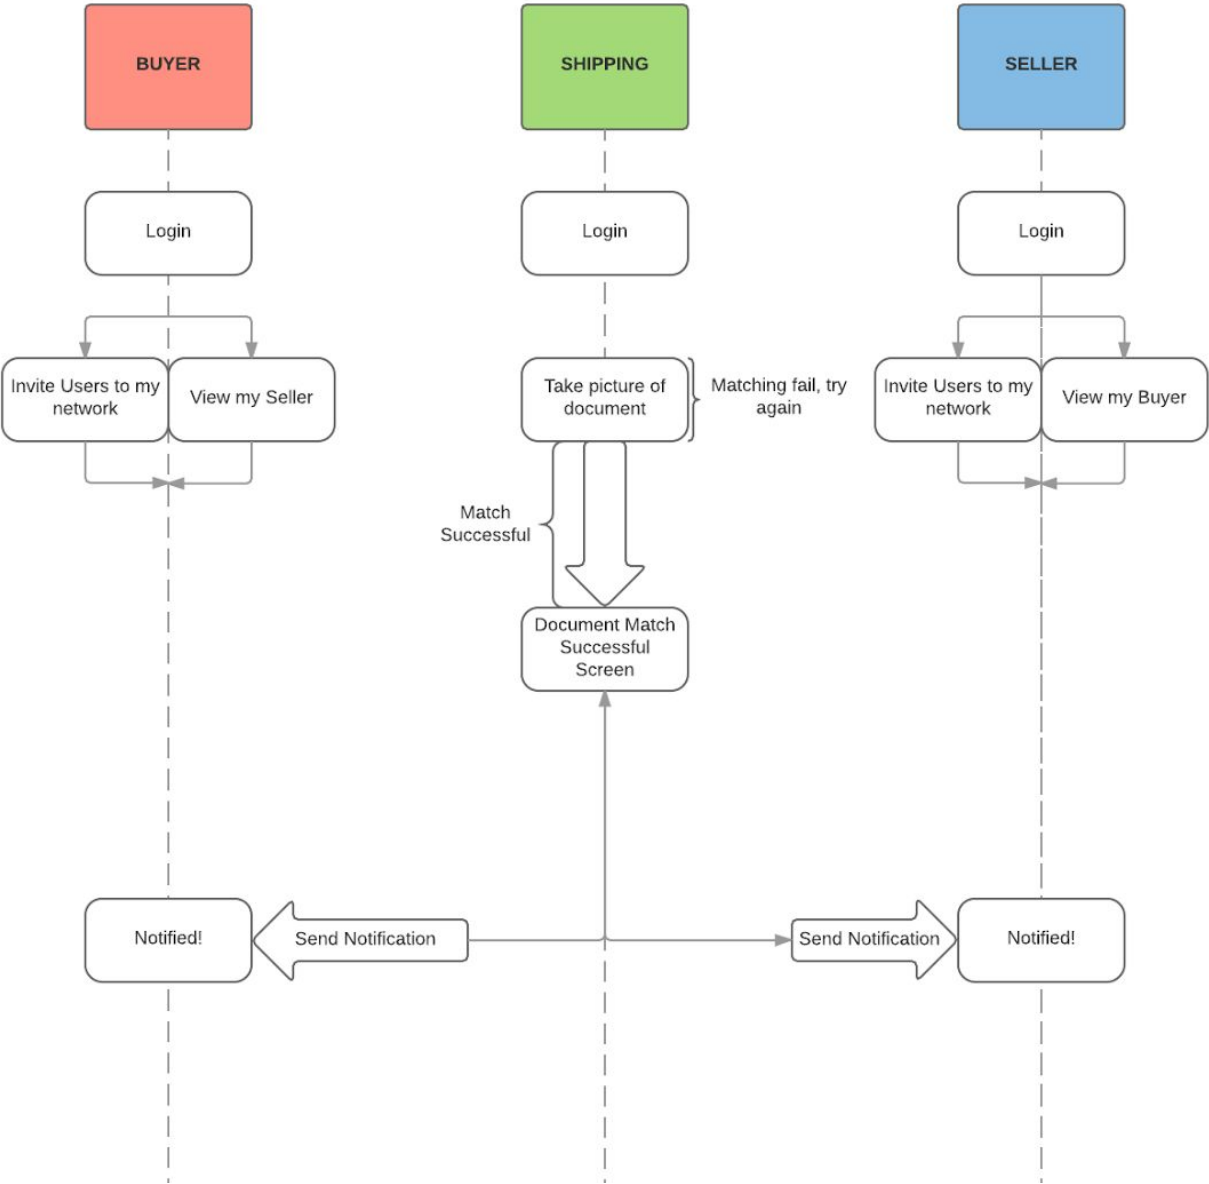 BUYER
SHIPPING
SELLER
Login
Login
Login
Invite Users to my
network
View my Seller
Take picture of
document
Matching fail, try
again
Invite Users to my
network
View my Buyer
Match
Successful
Document Match
Successful
Screen
Notified!
Send Notification
Send Notification
Notified!